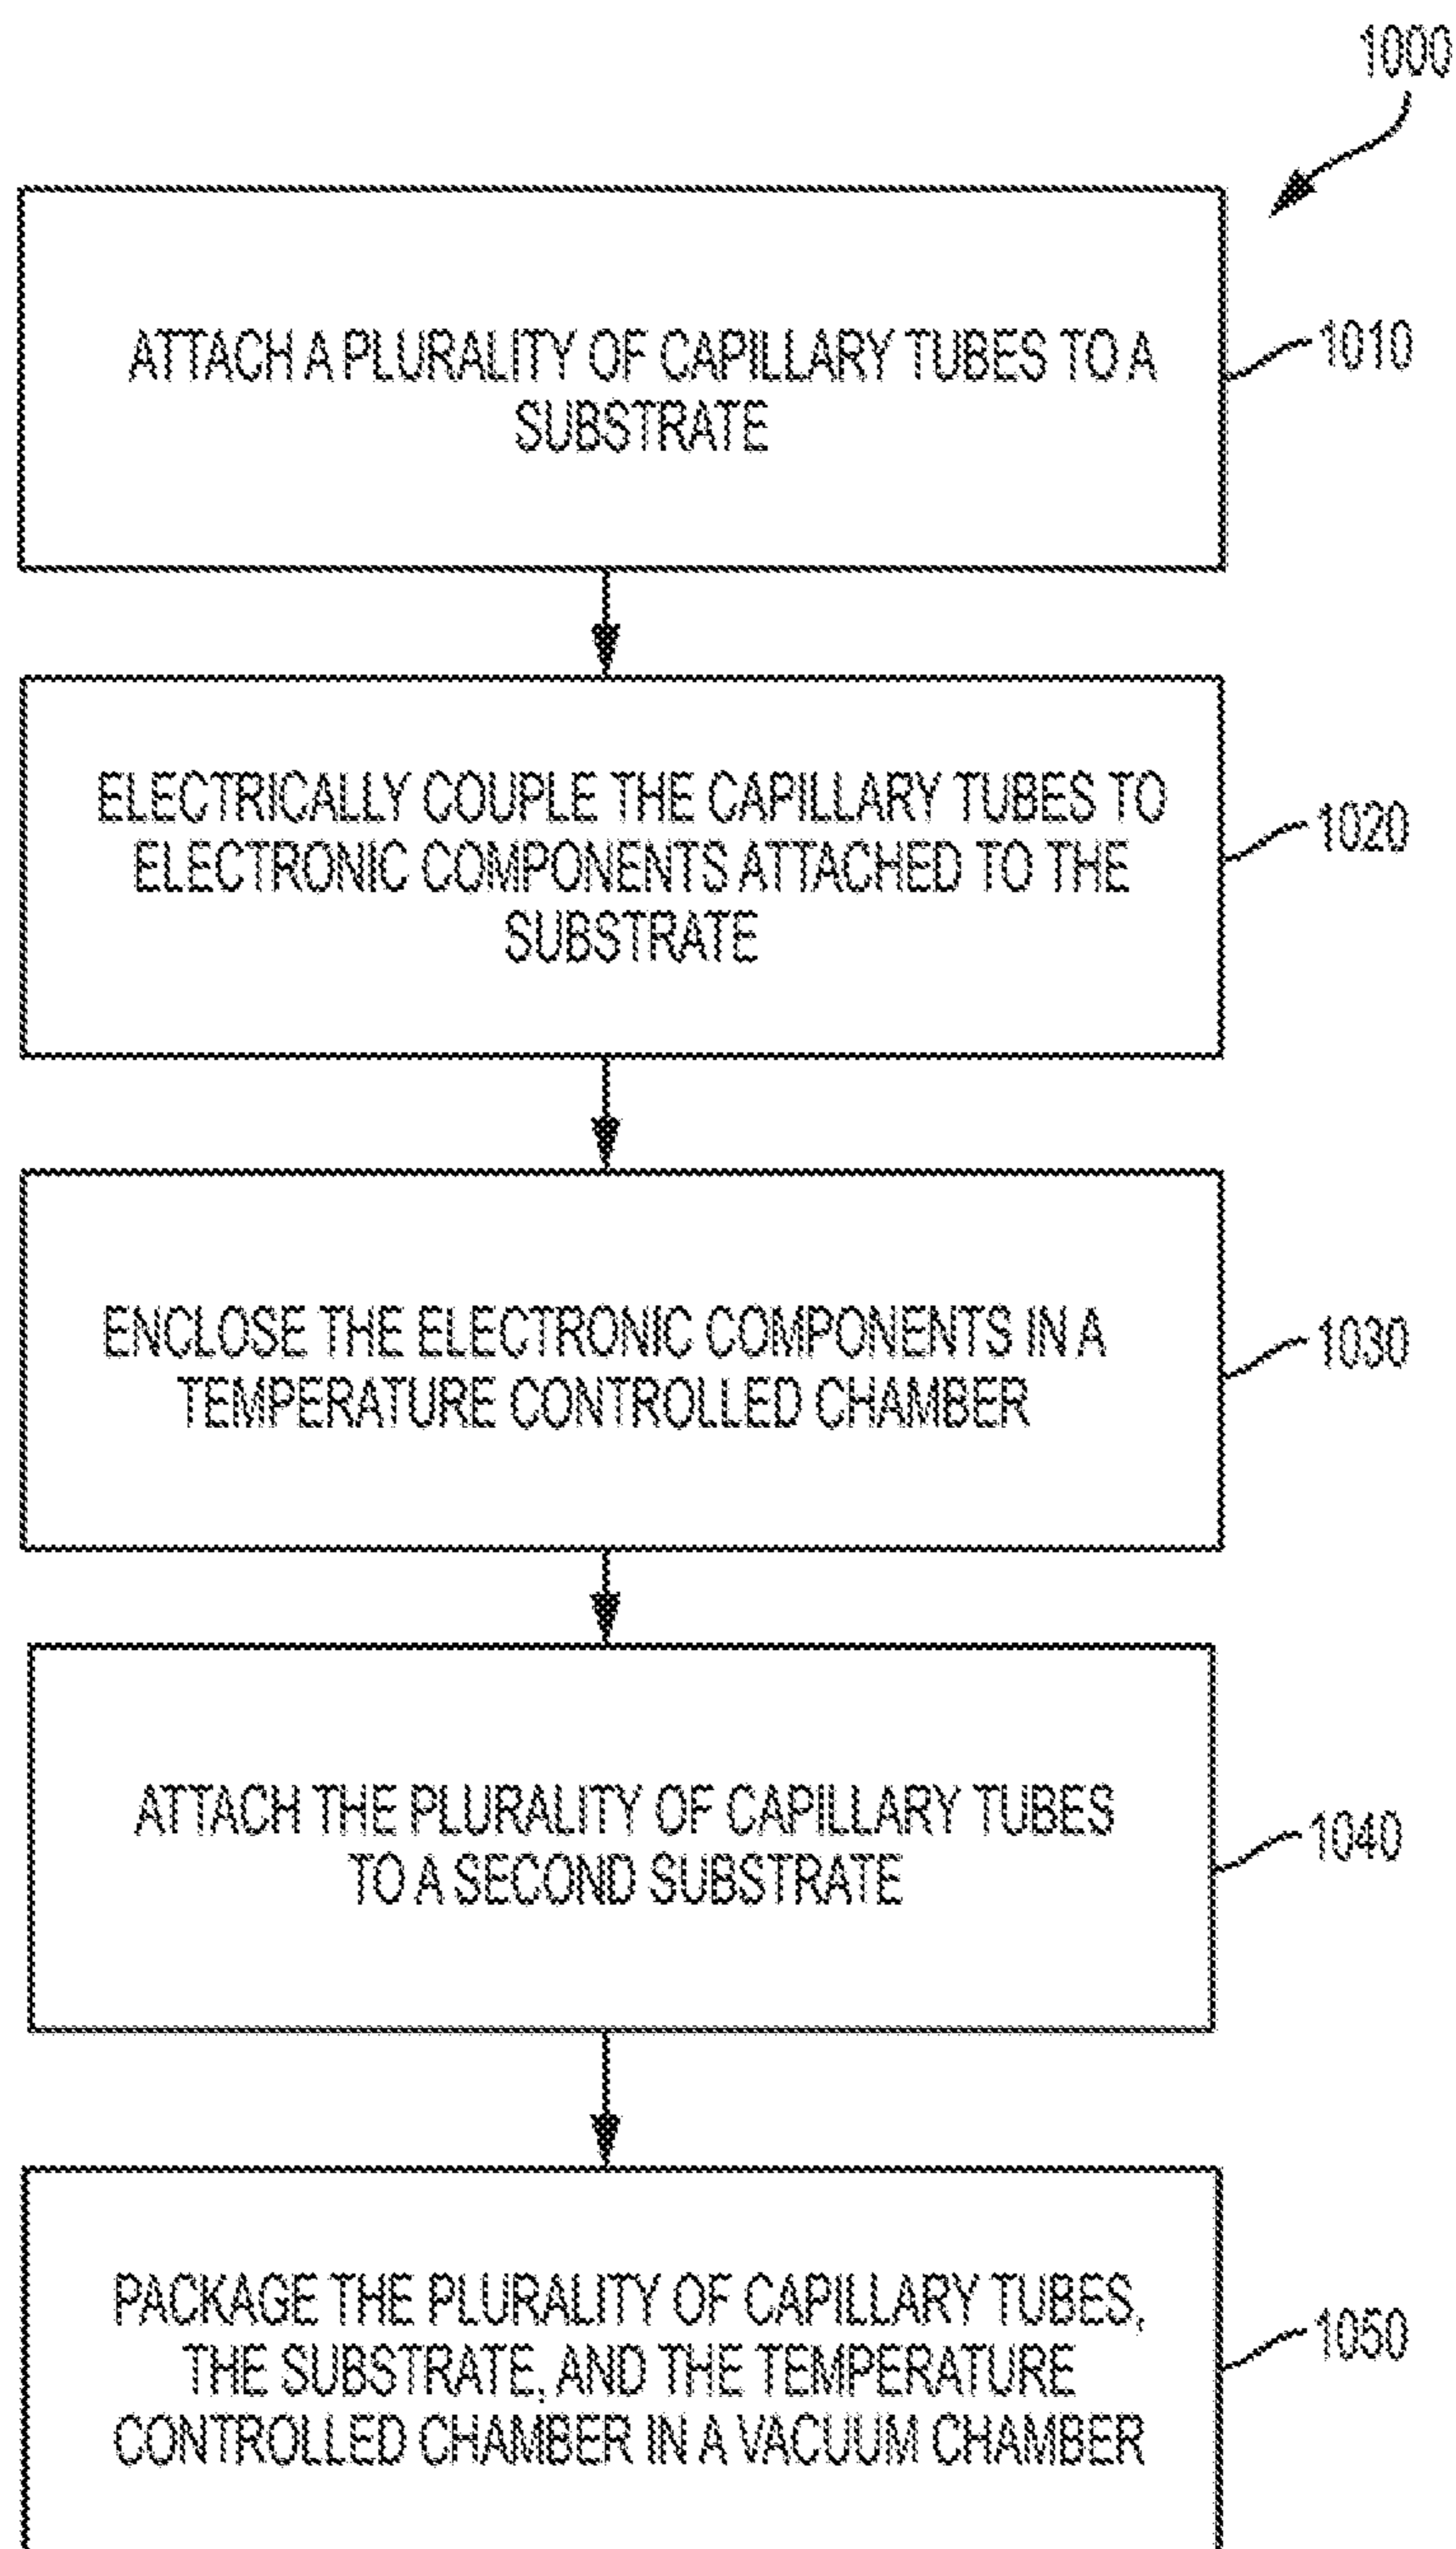 1000
ATTACH A PLURALITY OF CAPILLARY TUBES TO A
SUBSTRATE
1010
ELECTRICALLY COUPLE THE CAPILLARY TUBES TO
ELECTRONIC COMPONENTS ATTACHED TO THE
SUBSTRATE
1020
ENCLOSE THE ELECTRONIC COMPONENTS IN A
TEMPERATURE CONTROLLED CHAMBER
1030
ATTACH THE PLURALITY OF CAPILLARY TUBES
TO A SECOND SUBSTRATE
1040
PACKAGE THE PLURALITY OF CAPILLARY TUBES,
THE SUBSTRATE, AND THE TEMPERATURE
CONTROLLED CHAMBER IN A VACUUM CHAMBER
1050